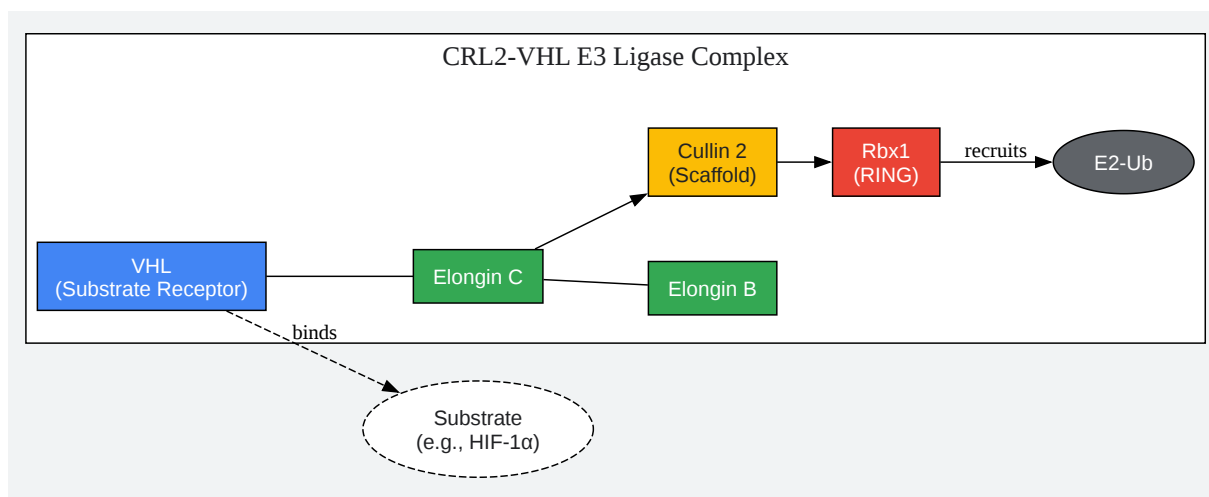 CRL2-VHL E3 Ligase Complex
Cullin 2
(Scaffold)
Rbx1
(RING)
recruits
E2-Ub
VHL
(Substrate Receptor)
Elongin C
Elongin B
binds
Substrate
(e.g., HIF-1α)